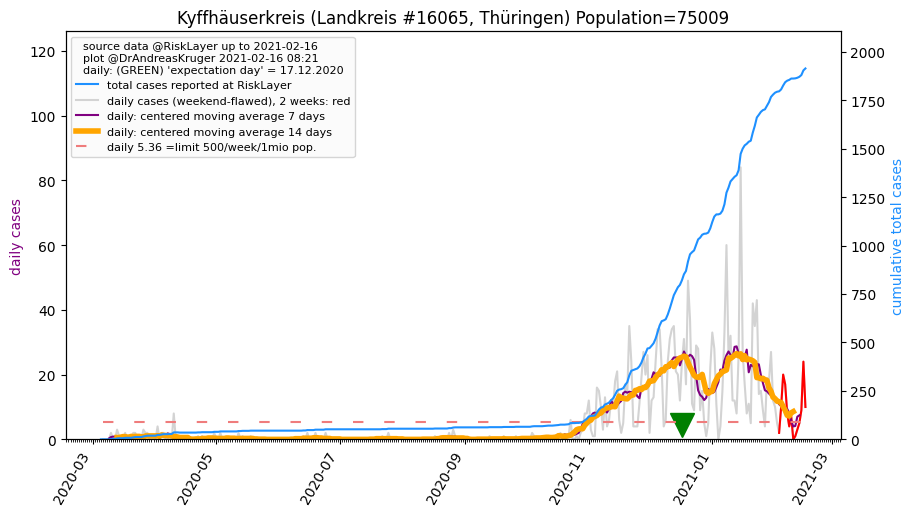 Kyffhäuserkreis (Landkreis #16065, Thüringen) Population=75009
source data @RiskLayer up to 2021-02-16
plot @DrAndreasKruger 2021-02-16 08:21
daily: (GREEN) 'expectation day' = 17.12.2020
total cases reported at RiskLayer
daily cases (weekend-flawed), 2 weeks: red
daily: centered moving average 7 days
daily: centered moving average 14 days
daily 5.36 =limit 500/week/1mio pop.
daily cases
120
100
80
60
40
20
0
cumulative total cases
2000
1750
1500
1250
1000
750
500
250
0
2020-03
2020-05
2020-07
2020-09
2020-11
2021-01
2021-03